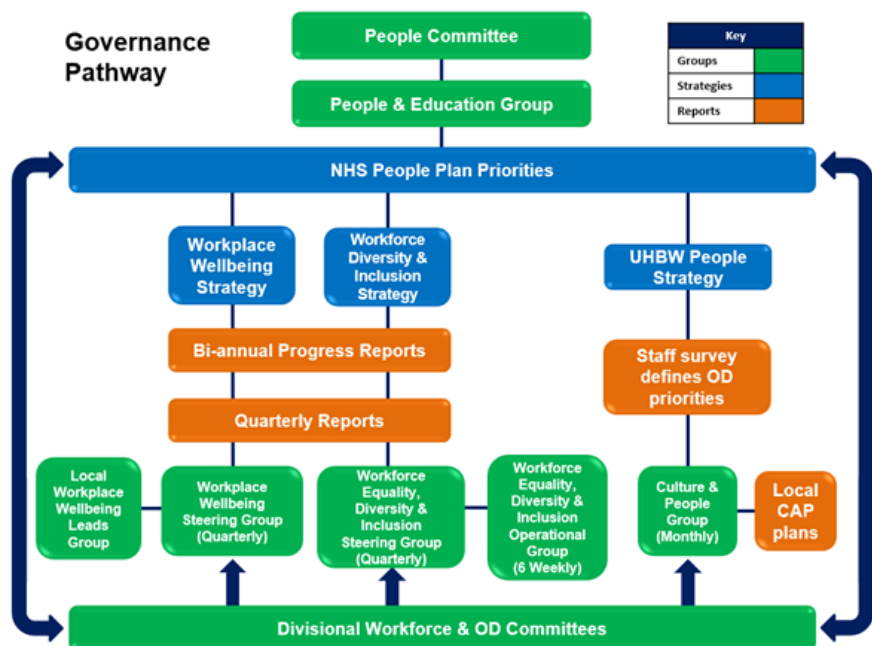 Governance
Pathway
People Committee
Key
Groups
Strategies
Reports
People & Education Group
NHS People Plan Priorities
Workplace
Wellbeing
Strategy
Workforce
Diversity &
Inclusion
Strategy
UHBW People
Strategy
Bi-annual Progress Reports
Staff survey
defines OD
priorities
Quarterly Reports
Local
Workplace
Wellbeing
Leads
Group
Workplace
Wellbeing
Steering Group
(Quarterly)
Workforce
Equality,
Diversity &
Inclusion
Steering Group
(Quarterly)
Workforce
Equality,
Diversity &
Inclusion
Operational
Group
(6 Weekly)
Culture &
People
Group
(Monthly)
Local
CAP
plans
Divisional Workforce & OD Committees